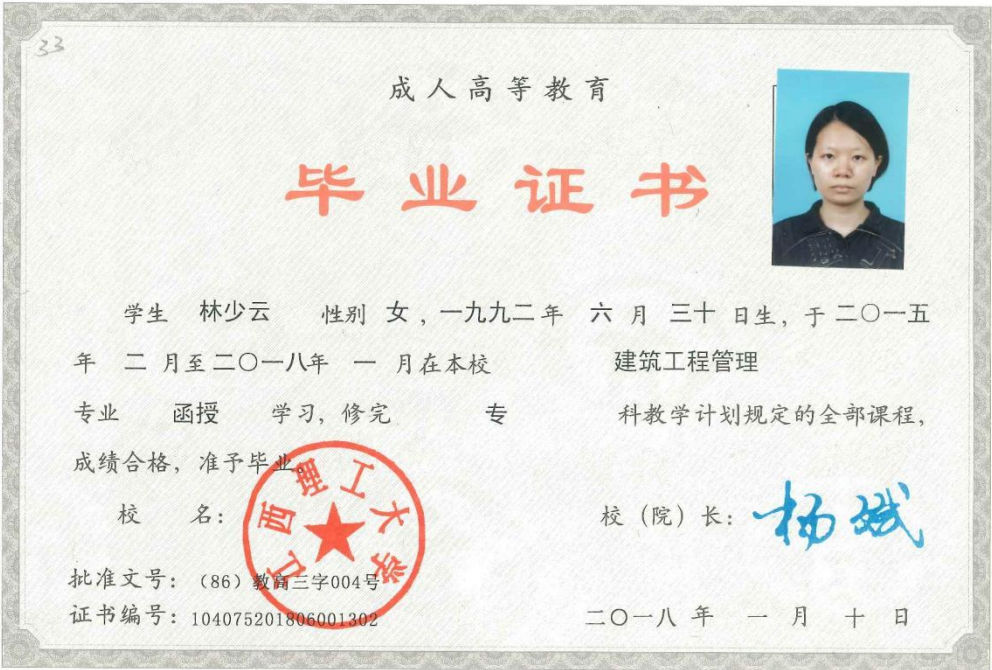 33
成人高等教育
毕业证书
学生 林少云 性别 女，一九九二年 六 月 三十 日生，于二〇一五
年 二 月至二〇一八年 一 月在本校 建筑工程管理
专业 函授 学习，修完 专 科教学计划规定的全部课程，
成绩合格，准予毕业。
校 名： 江西理工大学
校（院）长： 杨斌
批准文号：（86）教高三字004号
证书编号：104075201806001302
二〇一八 年 一 月 十 日